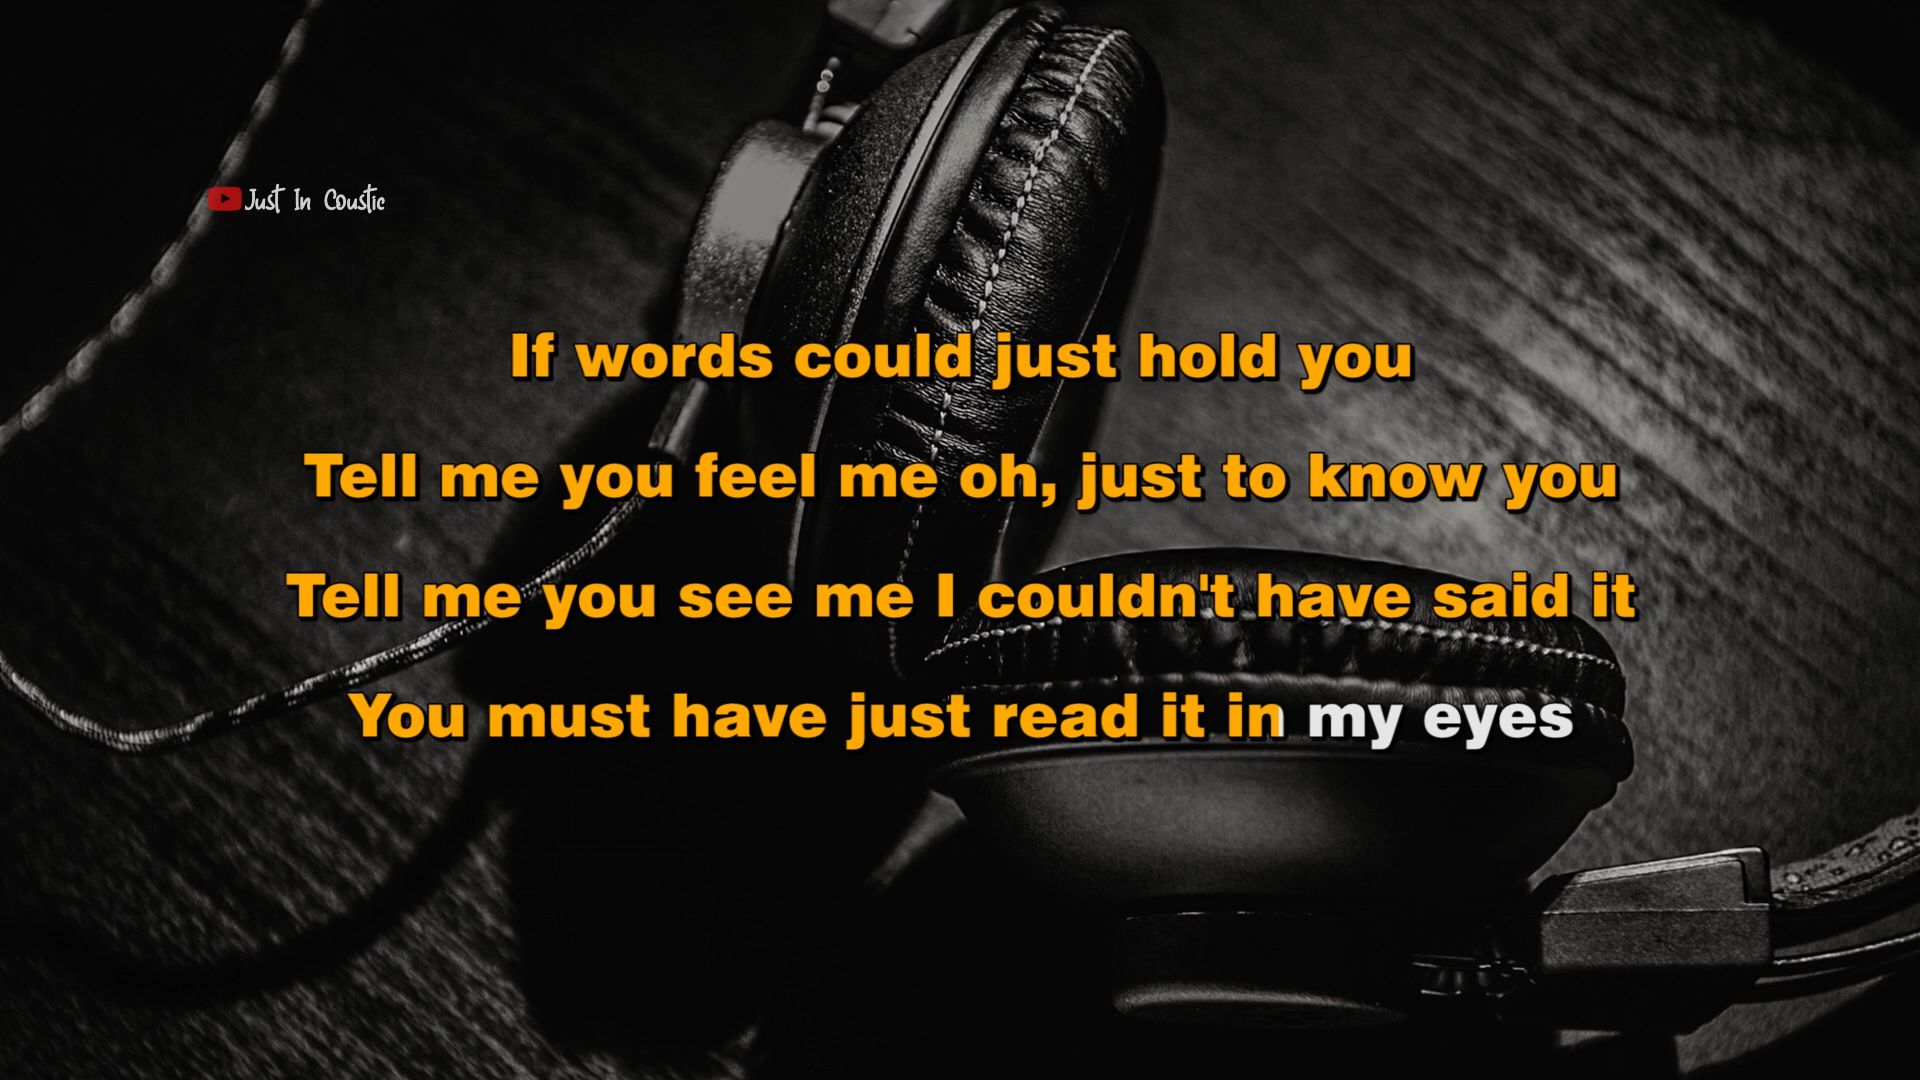 Just In Coustic
If words could just hold you
Tell me you feel me oh, just to know you
Tell me you see me I couldn't have said it
You must have just read it in my eyes